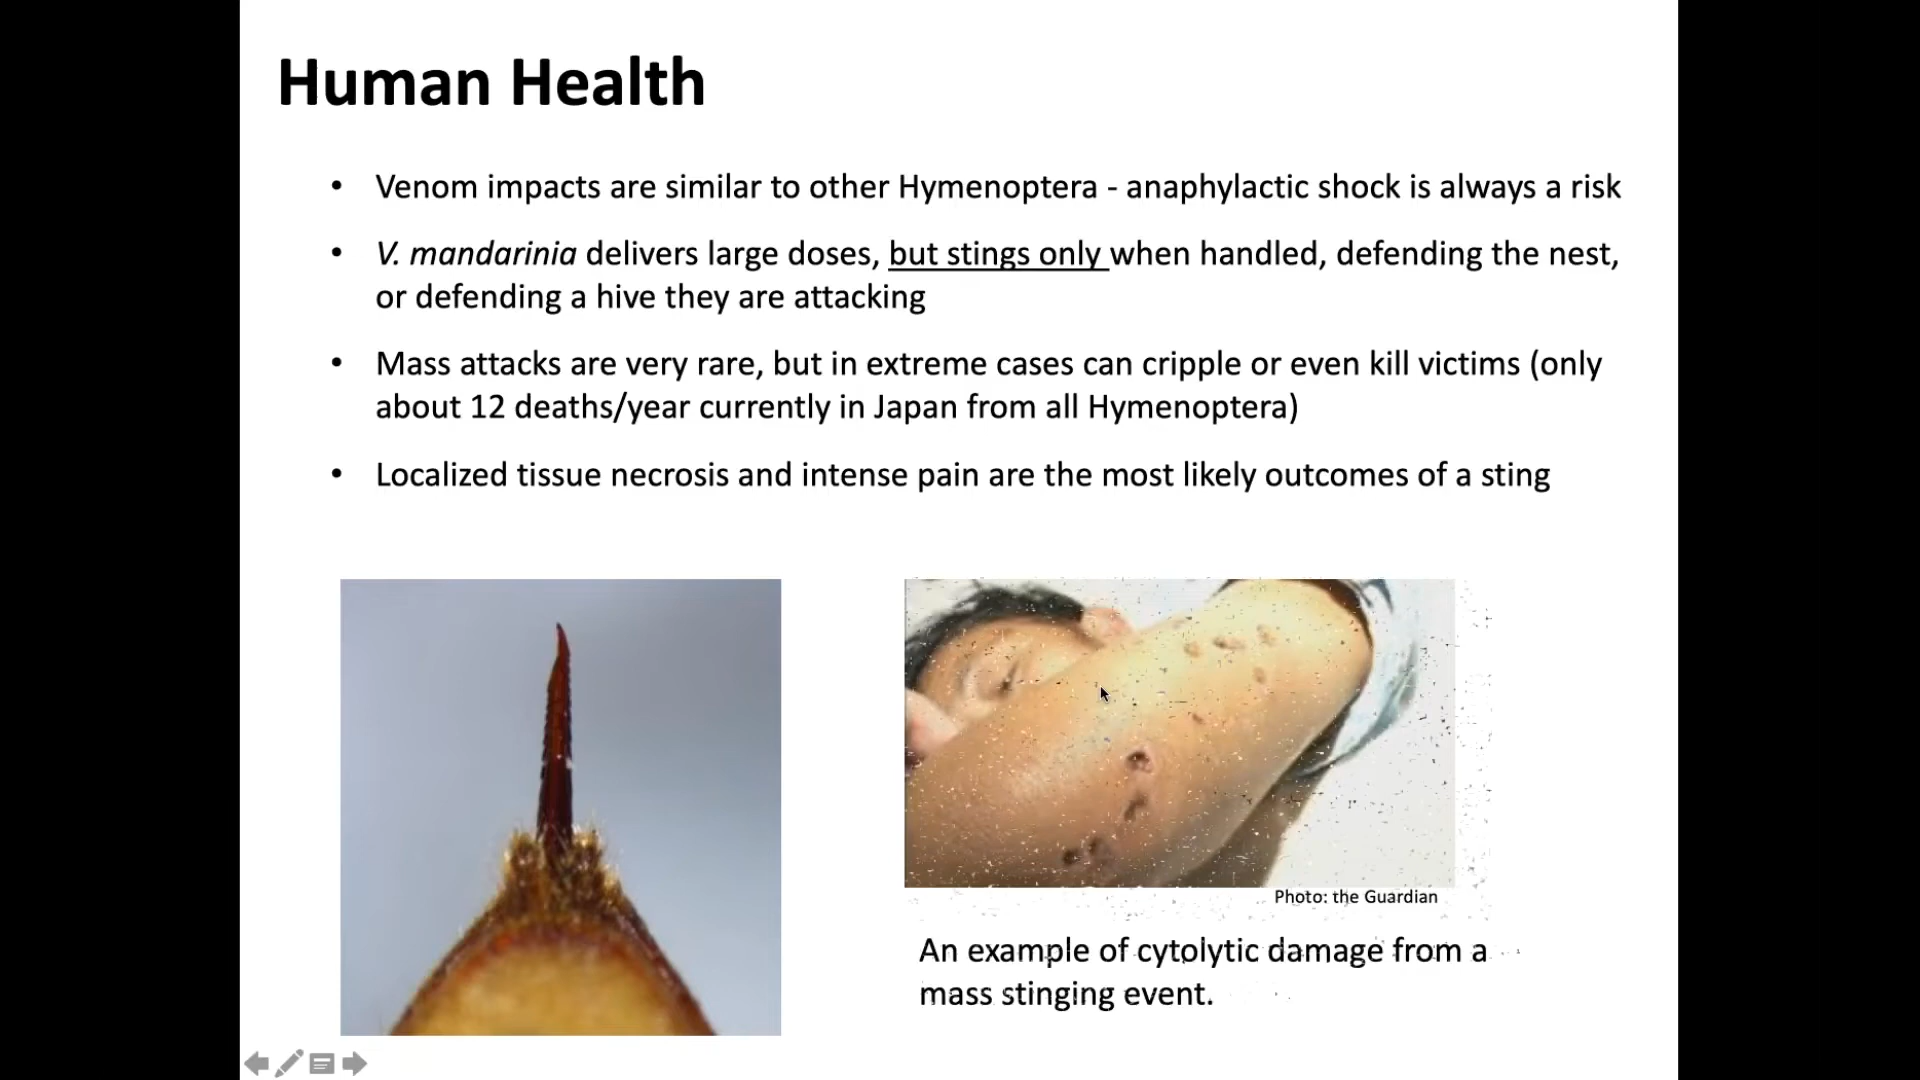 Human Health
• Venom impacts are similar to other Hymenoptera - anaphylactic shock is always a risk
• V. mandarinia delivers large doses, but stings only when handled, defending the nest,
or defending a hive they are attacking
• Mass attacks are very rare, but in extreme cases can cripple or even kill victims (only
about 12 deaths/year currently in Japan from all Hymenoptera)
• Localized tissue necrosis and intense pain are the most likely outcomes of a sting
Photo: the Guardian
An example of cytolytic damage from a
mass stinging event.